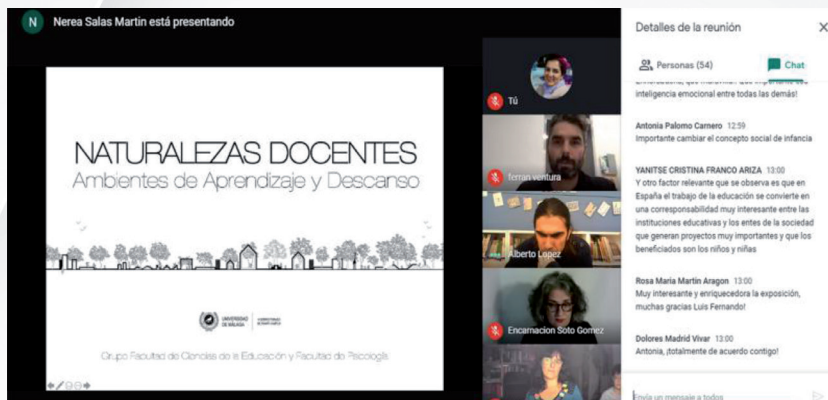 N Nerea Salas Martin está presentando
NATURALEZAS DOCENTES
Ambientes de Aprendizaje y Descanso
UNIVERSIDAD
DE MÁLAGA
Grupo Facultad de Ciencias de la Educación y Facultad de Psicología
Tú
ferran ventura
Alberto Lopez
Encarnacion Soto Gomez
Detalles de la reunión
Personas (54)
Chat
inteligencia emocional entre todas las demás!
Antonia Palomo Carnero 12:59
Importante cambiar el concepto social de infancia
YANITSE CRISTINA FRANCO ARIZA 13:00
Y otro factor relevante que se observa es que en
España el trabajo de la educación se convierte en
una corresponsabilidad muy interesante entre las
instituciones educativas y los entes de la sociedad
que generan proyectos muy importantes y que los
beneficiados son los niños y niñas
Rosa Maria Martin Aragon 13:00
Muy interesante y enriquecedora la exposición,
muchas gracias Luis Fernando!
Dolores Madrid Vivar 13:00
Antonia, ¡totalmente de acuerdo contigo!
Envía un mensaje a todos